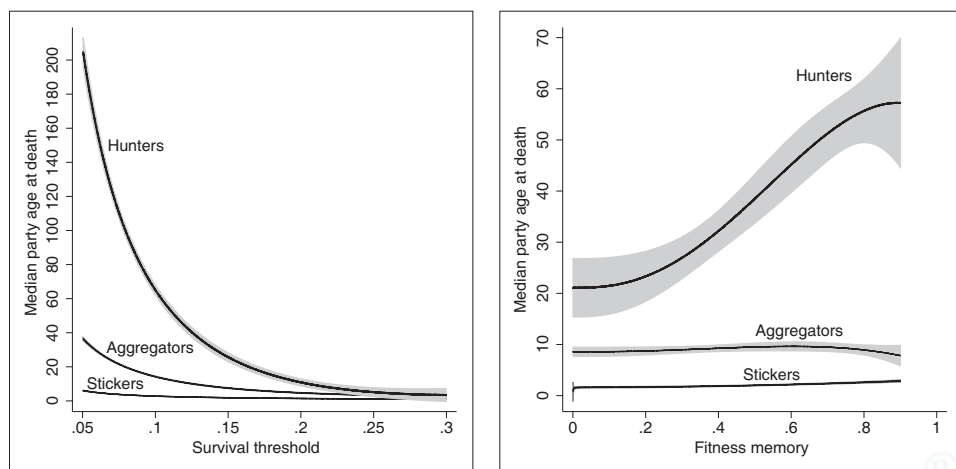 Median party age at death
0 20 40 60 80 100 120 140 160 180 200
Hunters
Aggregators
Stickers
.05 .1 .15 .2 .25 .3
Survival threshold
Median party age at death
0 10 20 30 40 50 60 70
Hunters
Aggregators
Stickers
0 .2 .4 .6 .8 1
Fitness memory